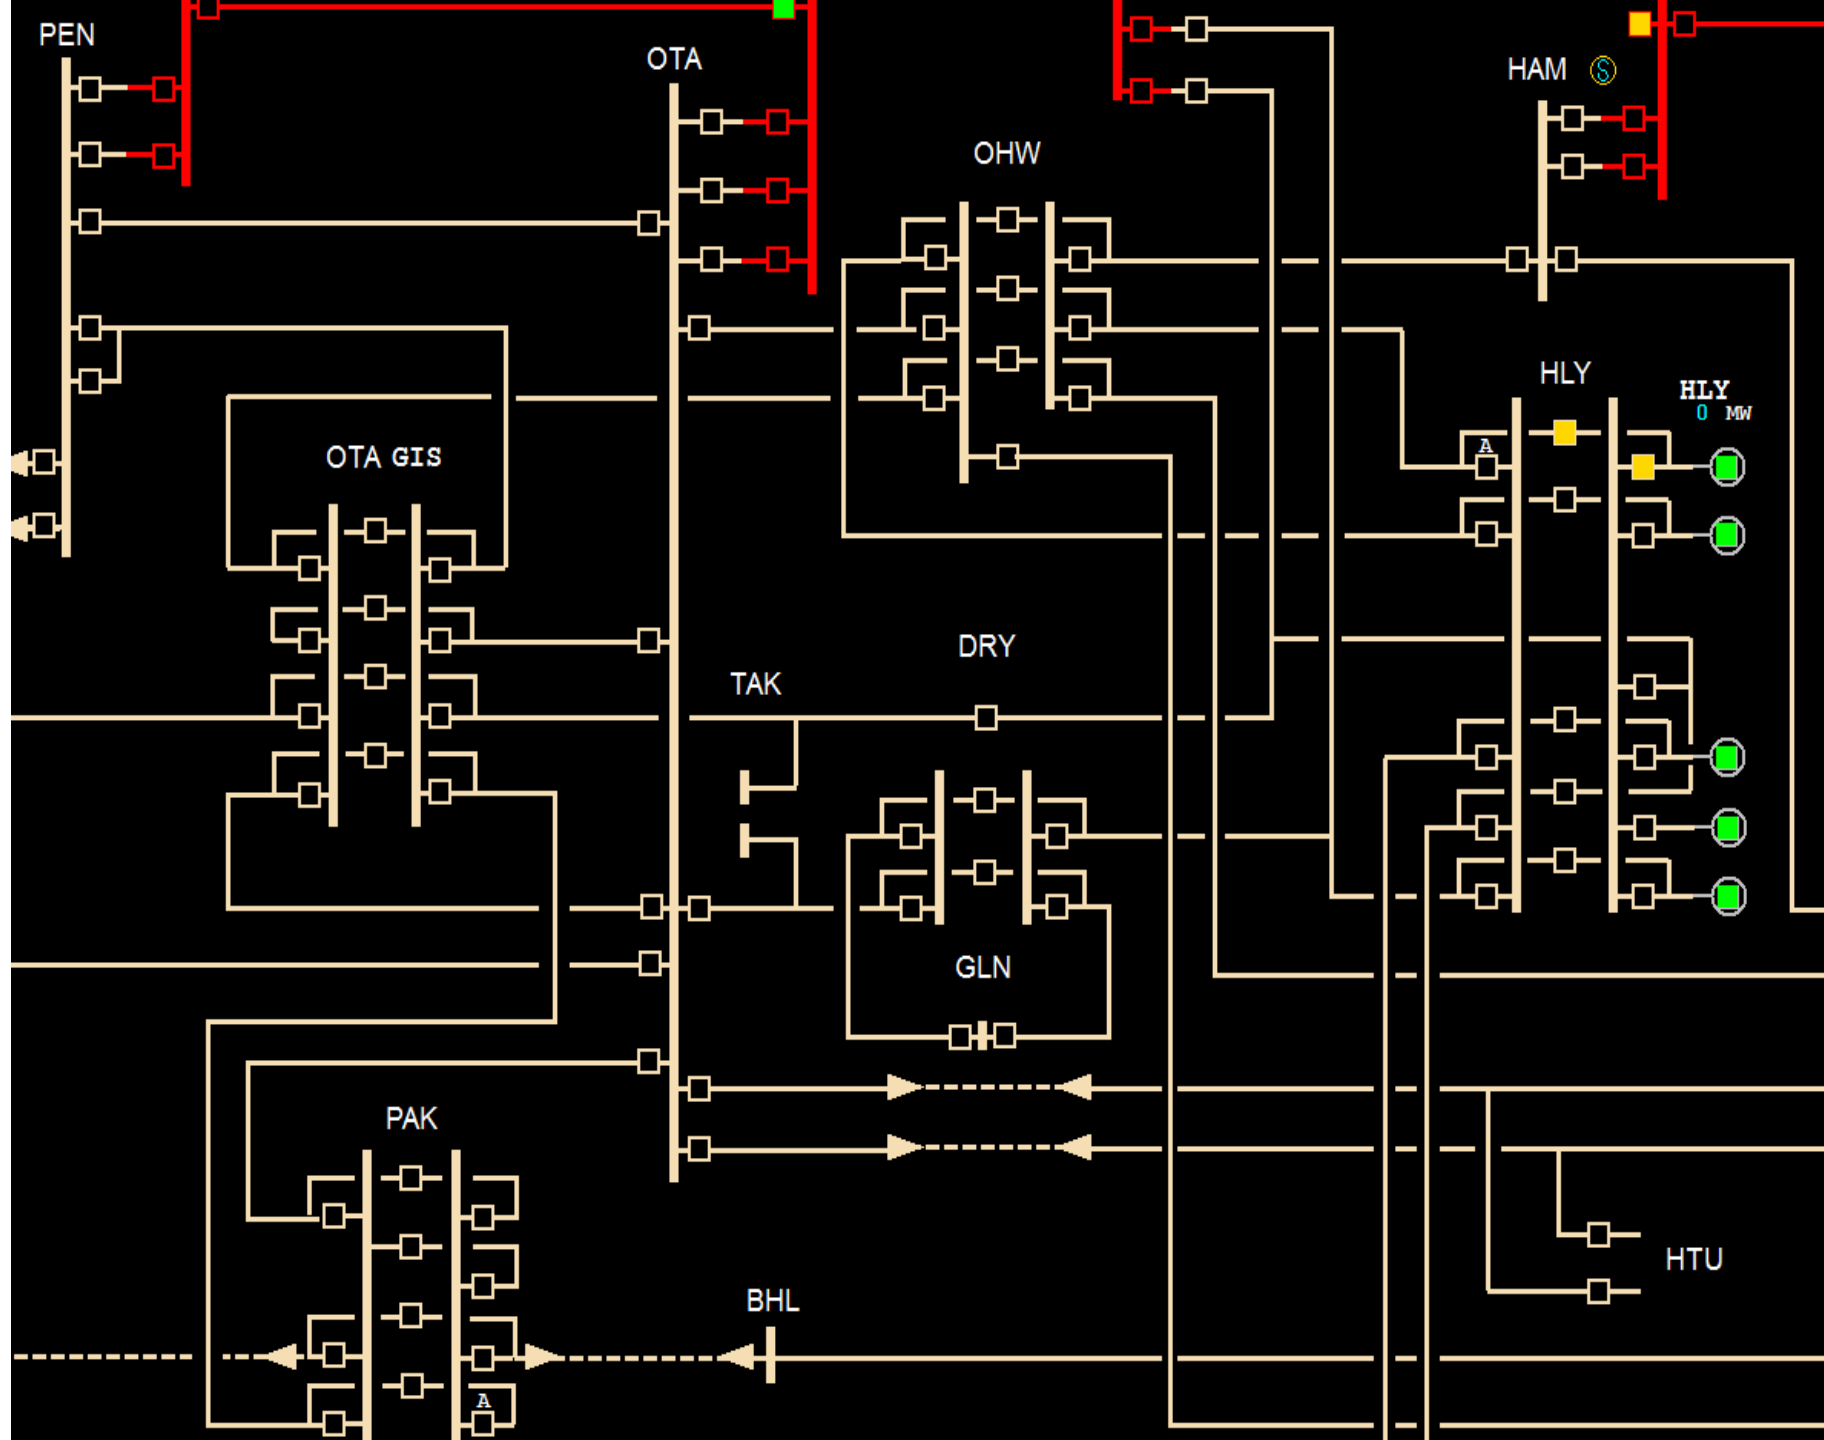 PEN
OTA
HAM S
OHW
HLY
HLY
0 MW
A
OTA GIS
DRY
TAK
GLN
PAK
HTU
BHL
A